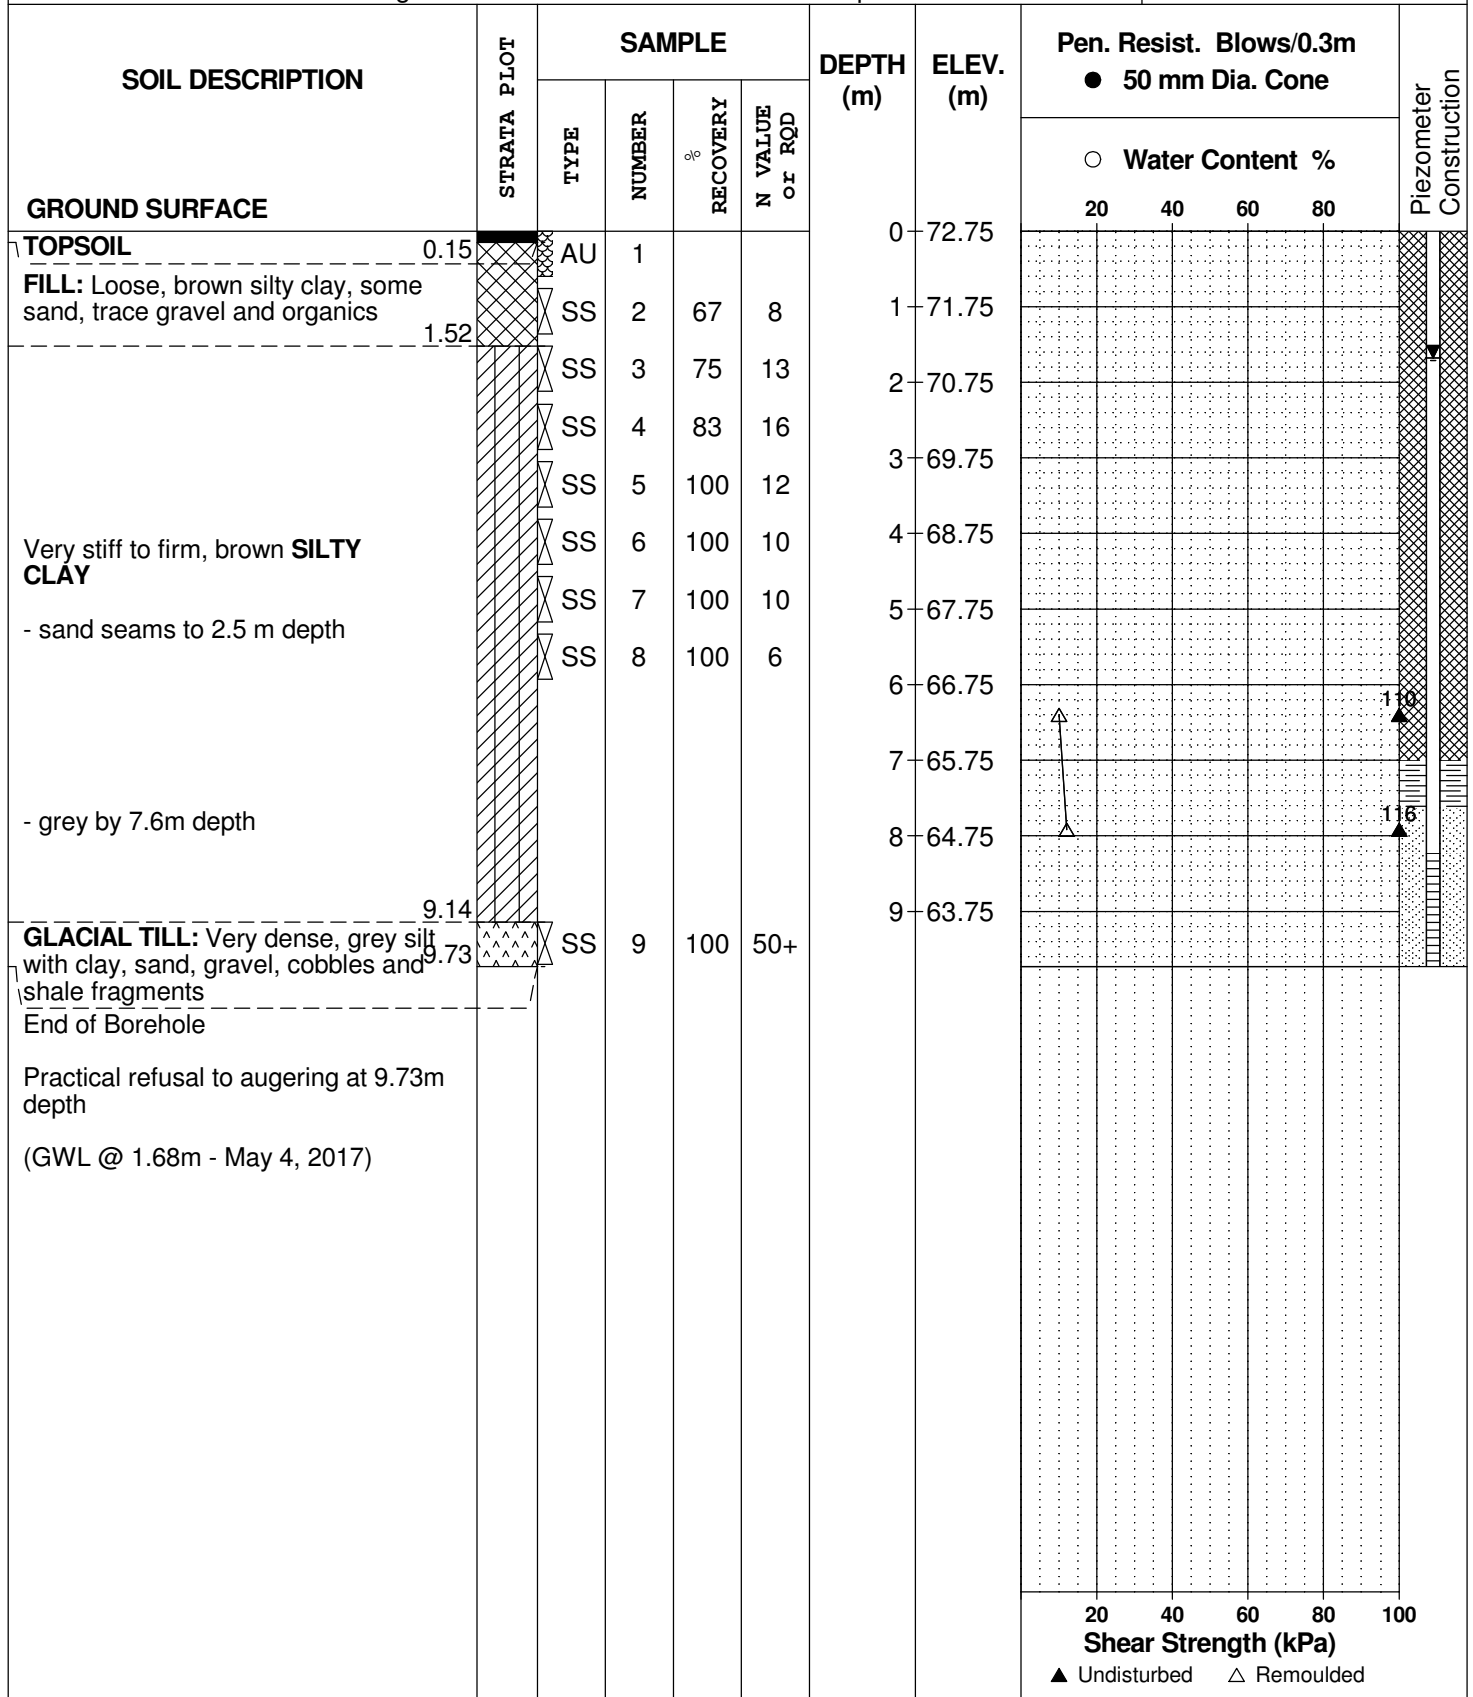 SOIL DESCRIPTION
GROUND SURFACE
STRATA PLOT
SAMPLE
TYPE
NUMBER
%
RECOVERY
N VALUE
or RQD
DEPTH
(m)
ELEV.
(m)
Pen. Resist. Blows/0.3m
● 50 mm Dia. Cone
○ Water Content %
20 40 60 80
Piezometer
Construction
TOPSOIL 0.15
FILL: Loose, brown silty clay, some
sand, trace gravel and organics
1.52
Very stiff to firm, brown SILTY
CLAY
- sand seams to 2.5 m depth
- grey by 7.6m depth
9.14
GLACIAL TILL: Very dense, grey silt
with clay, sand, gravel, cobbles and
9.73
shale fragments
End of Borehole
Practical refusal to augering at 9.73m
depth
(GWL @ 1.68m - May 4, 2017)
AU 1
SS 2 67 8
SS 3 75 13
SS 4 83 16
SS 5 100 12
SS 6 100 10
SS 7 100 10
SS 8 100 6
SS 9 100 50+
0 72.75
1 71.75
2 70.75
3 69.75
4 68.75
5 67.75
6 66.75
7 65.75
8 64.75
9 63.75
110
116
20 40 60 80 100
Shear Strength (kPa)
▲ Undisturbed △ Remoulded